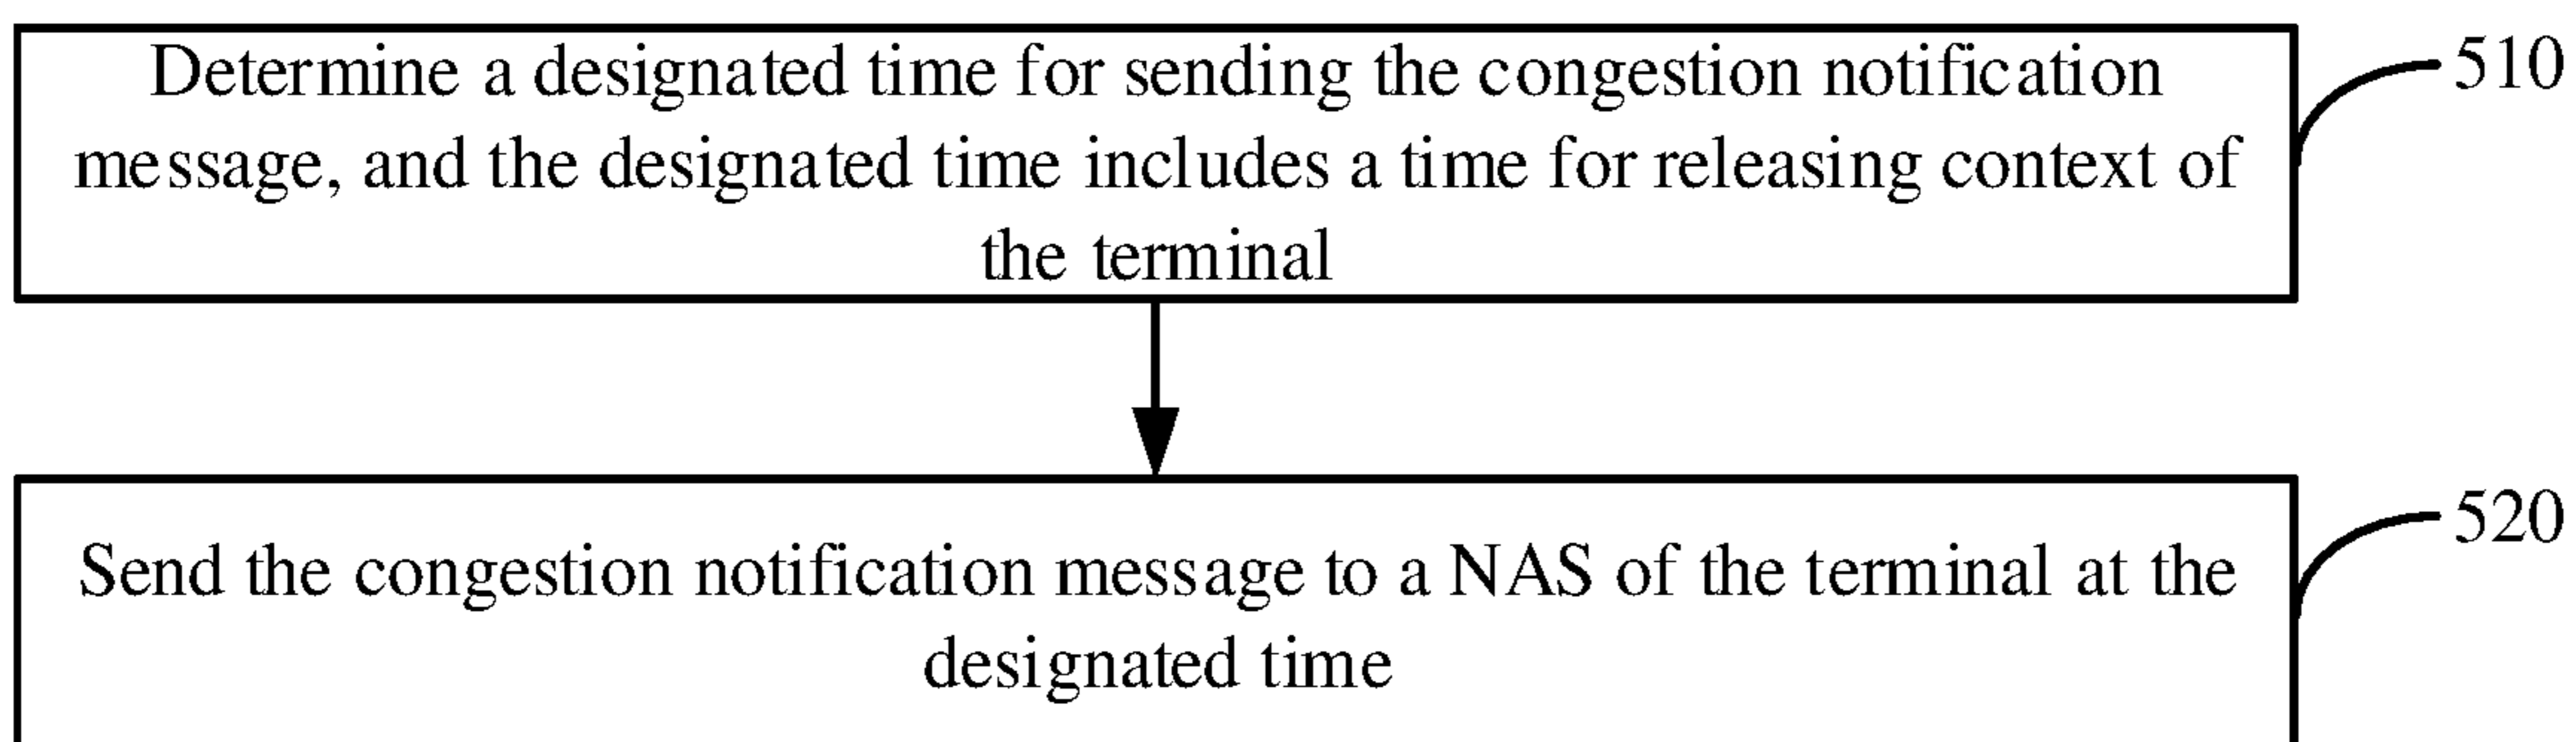 Determine a designated time for sending the congestion notification
message, and the designated time includes a time for releasing context of
the terminal
510
Send the congestion notification message to a NAS of the terminal at the
designated time
520